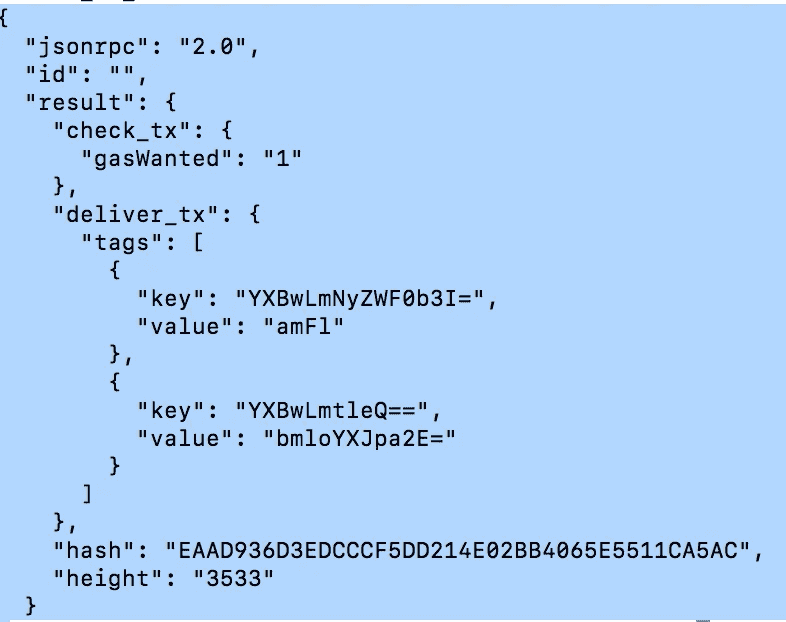 {
  "jsonrpc": "2.0",
  "id": "",
  "result": {
    "check_tx": {
      "gasWanted": "1"
    },
    "deliver_tx": {
      "tags": [
        {
          "key": "YXBwLmNyZWF0b3I=",
          "value": "amFl"
        },
        {
          "key": "YXBwLmtleQ==",
          "value": "bmloYXJpa2E="
        }
      ]
    },
    "hash": "EAAD936D3EDCCCF5DD214E02BB4065E5511CA5AC",
    "height": "3533"
  }